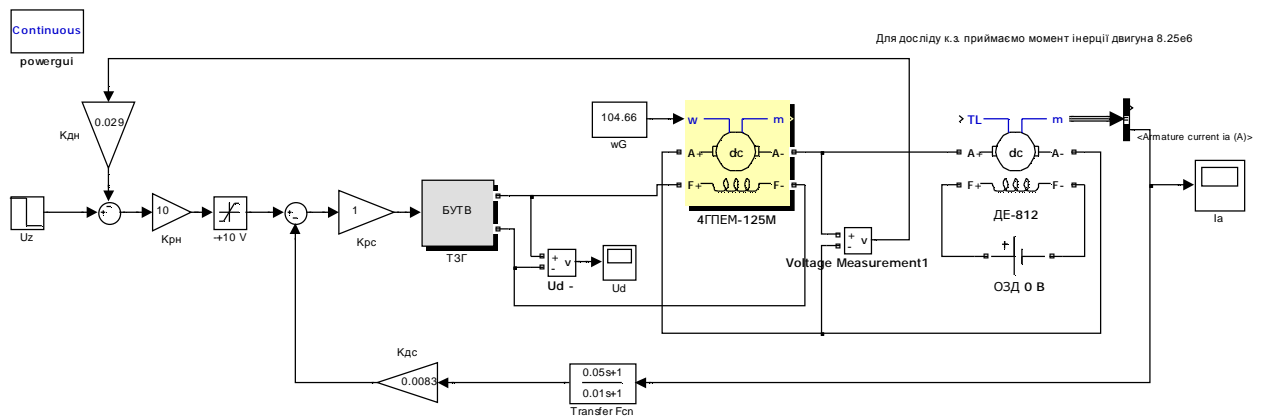 Continuous
powergui
Для досліду к.з. приймаємо момент інерції двигуна 8.25e6
0.029
Кдн
104.66
wG
w
m
A+
dc
A-
F+
F-
4ГПЕМ-125М
TL
m
<Armature current ia (A)>
A+
dc
A-
F+
F-
ДЕ-812
Ia
Uz
10
Крн
-+10 V
1
Крс
БУТВ
ТЗГ
+
-
v
Ud -
Ud
+
-
v
Voltage Measurement1
+
ОЗД 0 В
Кдс
0.0083
0.05s+1
0.01s+1
Transfer Fcn